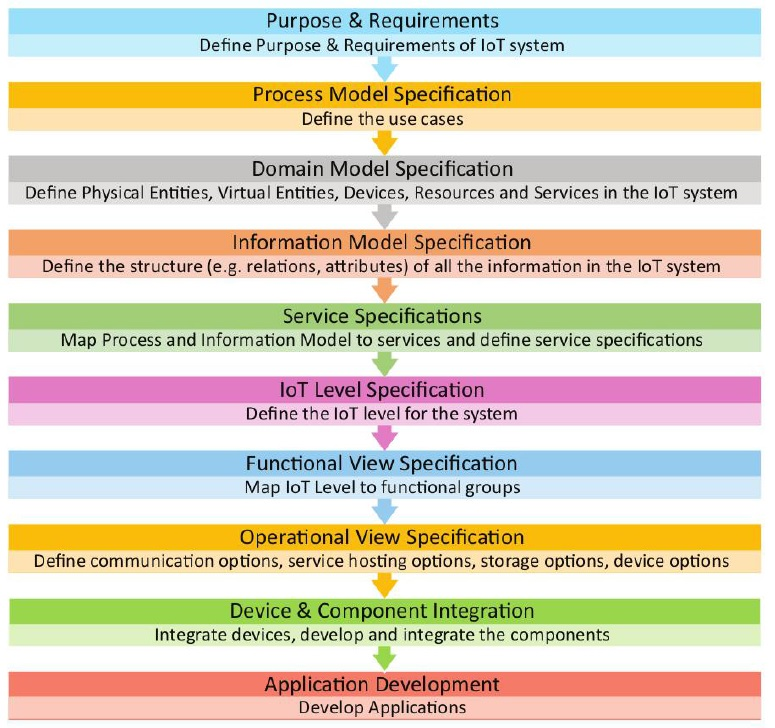 Purpose & Requirements
Define Purpose & Requirements of IoT system
Process Model Specification
Define the use cases
Domain Model Specification
Define Physical Entities, Virtual Entities, Devices, Resources and Services in the IoT system
Information Model Specification
Define the structure (e.g. relations, attributes) of all the information in the IoT system
Service Specifications
Map Process and Information Model to services and define service specifications
IoT Level Specification
Define the IoT level for the system
Functional View Specification
Map IoT Level to functional groups
Operational View Specification
Define communication options, service hosting options, storage options, device options
Device & Component Integration
Integrate devices, develop and integrate the components
Application Development
Develop Applications